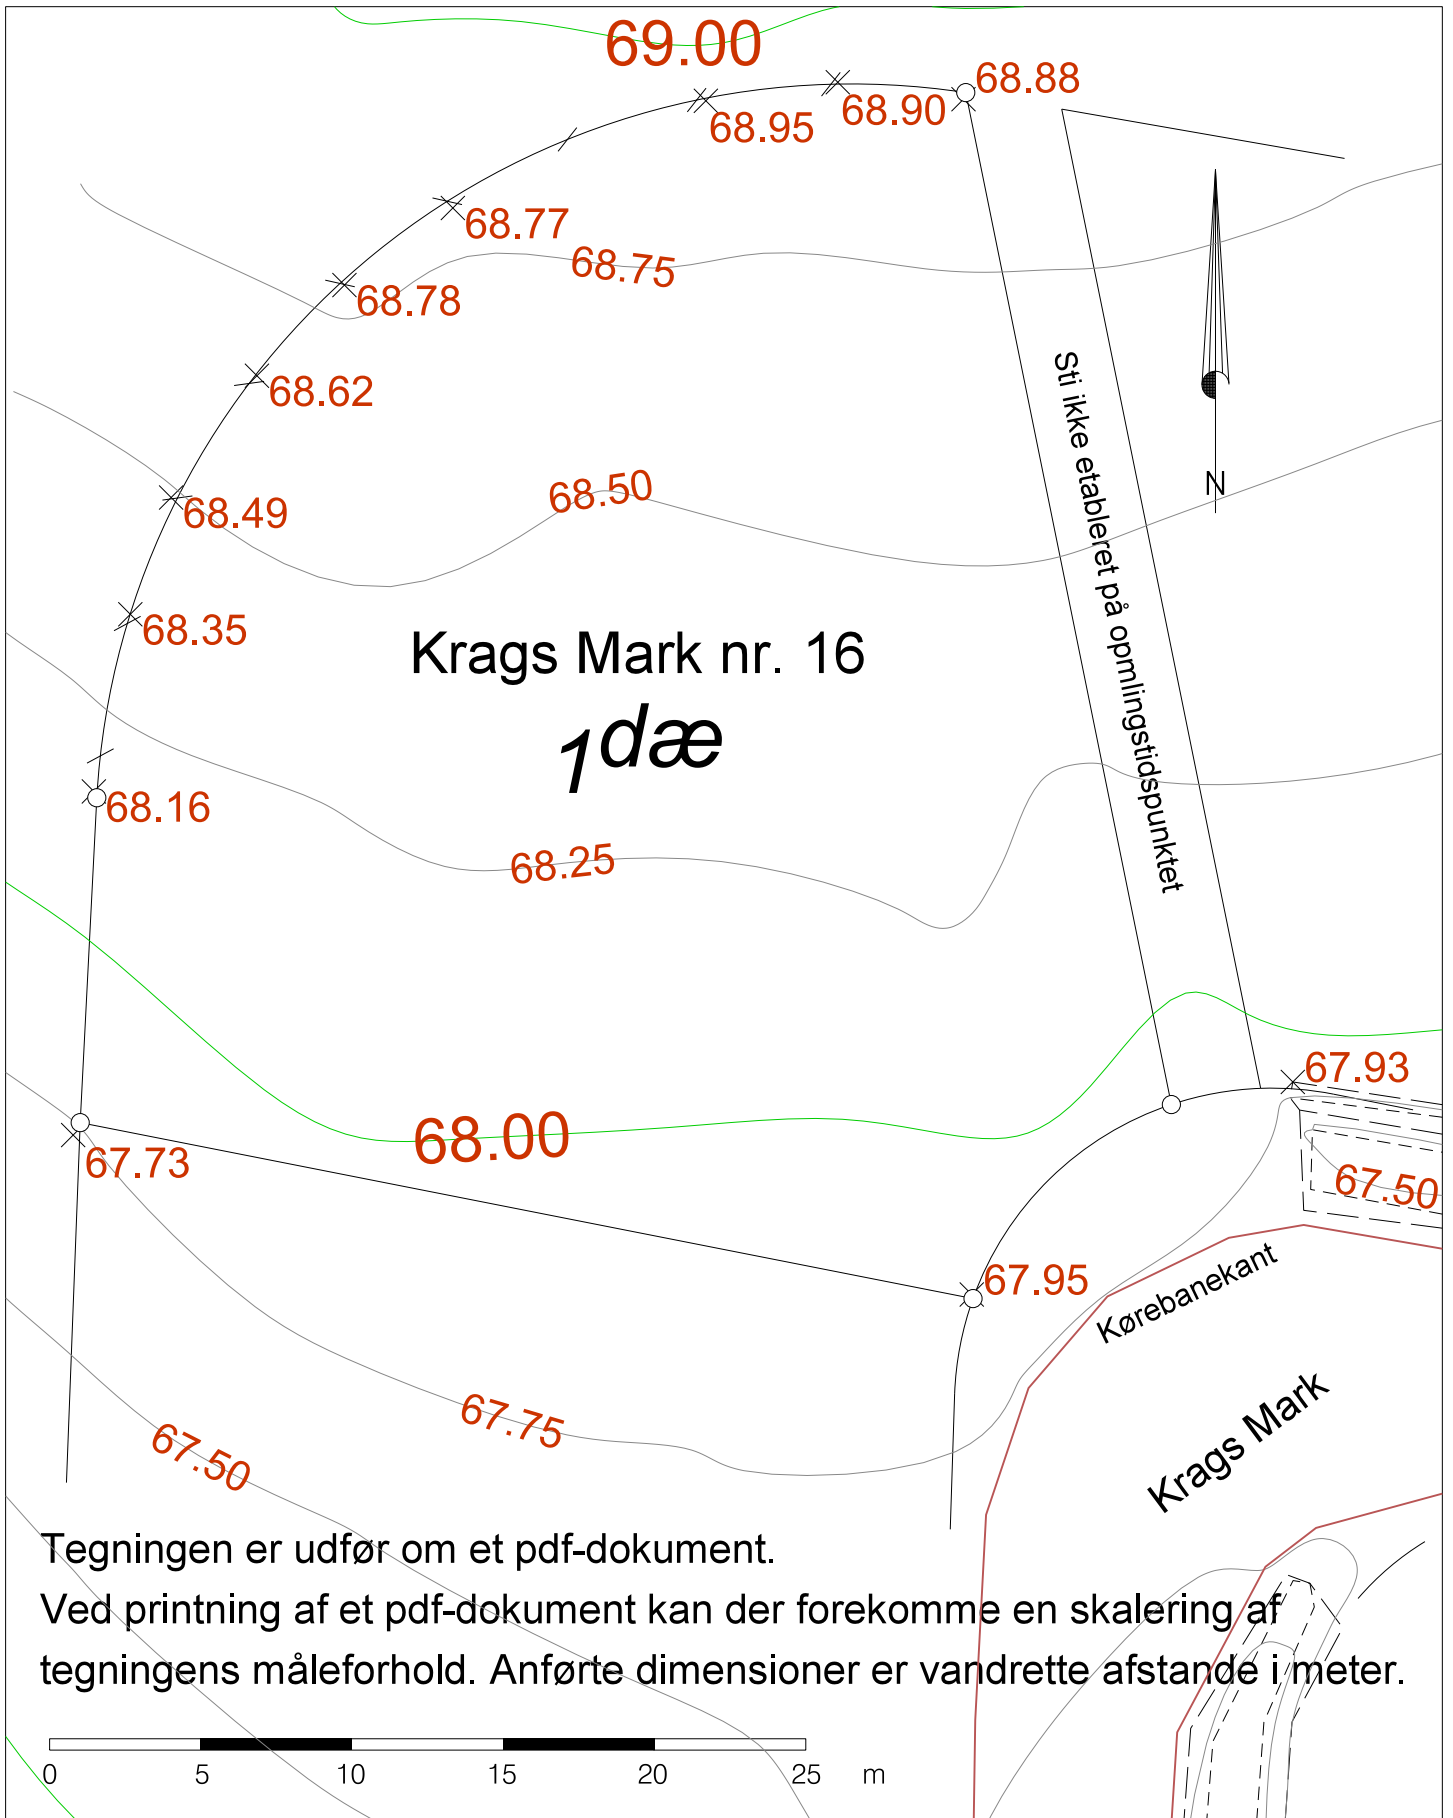 69.00
68.88
68.90
68.95
68.77
68.75
68.78
68.62
Sti ikke etableret på opmlingstidspunktet
N
68.50
68.49
68.35
Krags Mark nr. 16
1dæ
68.16
68.25
67.93
68.00
67.73
67.50
67.95
Kørebanekant
Krags Mark
67.75
67.50
Tegningen er udfør om et pdf-dokument.
Ved printning af et pdf-dokument kan der forekomme en skalering af
tegningens måleforhold. Anførte dimensioner er vandrette afstande i meter.
0 5 10 15 20 25 m